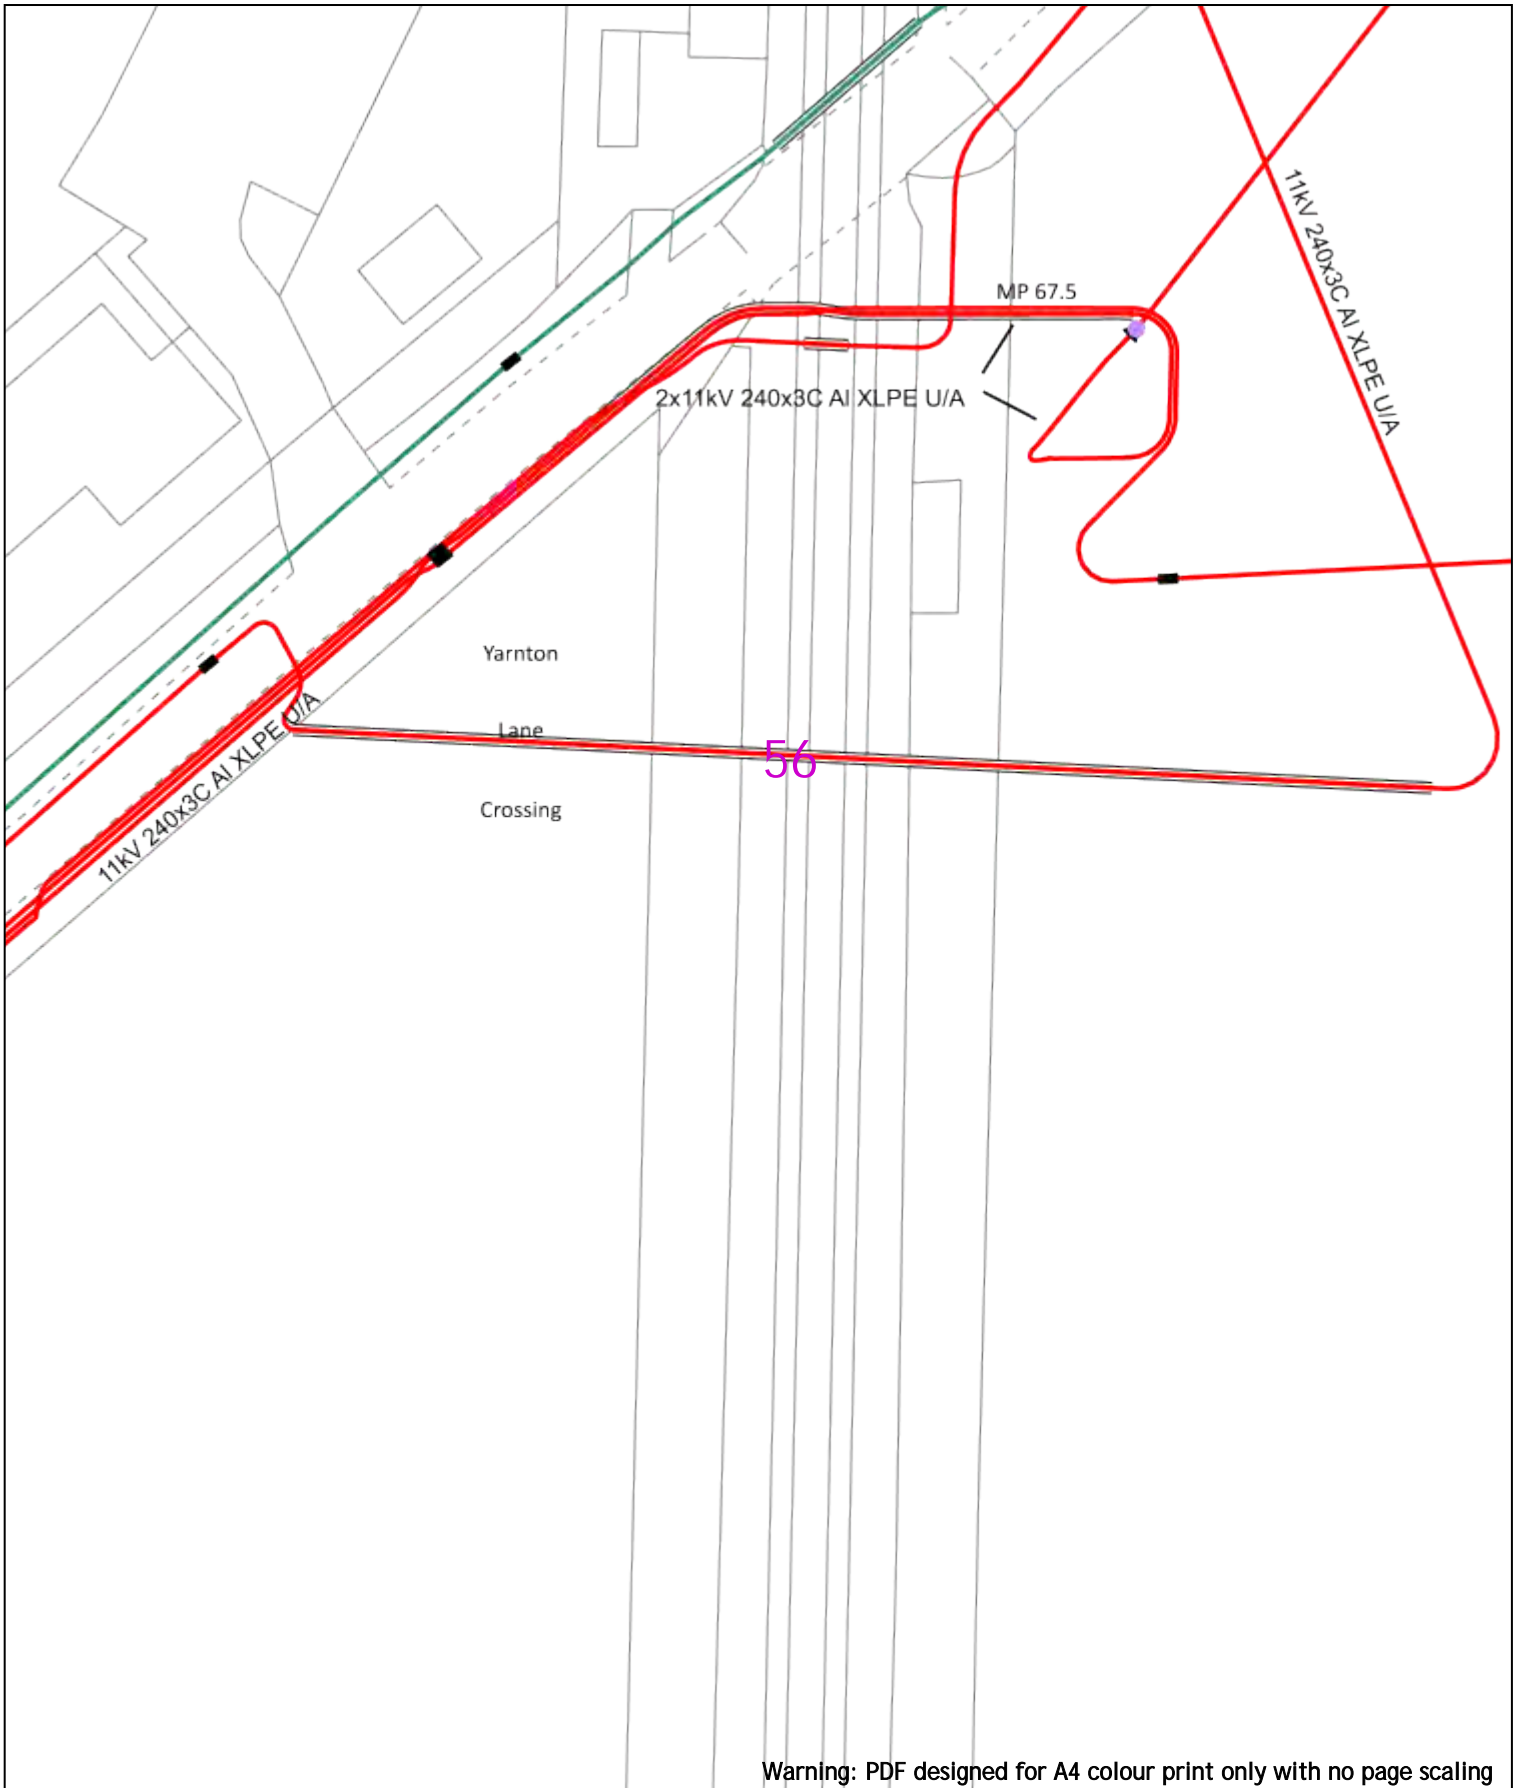 11kV 240x3C Al XLPE U/A
MP 67.5
2x11kV 240x3C Al XLPE U/A
Yarnton
Lane
56
Crossing
11kV 240x3C Al XLPE U/A
Warning: PDF designed for A4 colour print only with no page scaling